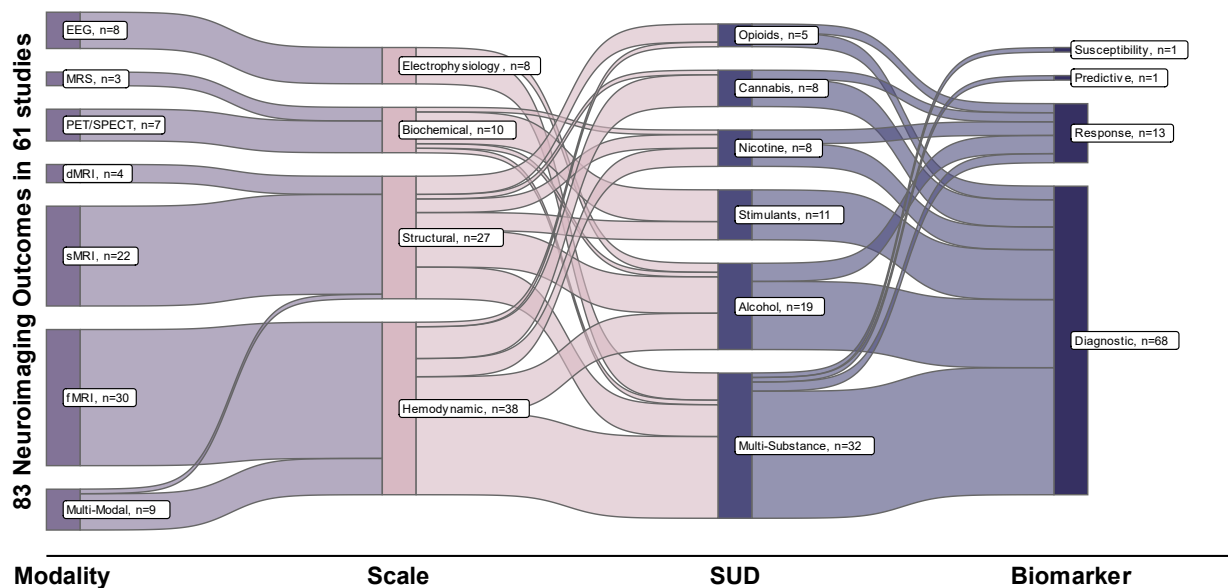 83 Neuroimaging Outcomes in 61 studies
EEG, n=8
MRS, n=3
PET/SPECT, n=7
dMRI, n=4
sMRI, n=22
fMRI, n=30
Multi-Modal, n=9
Electrophysiology, n=8
Biochemical, n=10
Structural, n=27
Hemodynamic, n=38
Opioids, n=5
Cannabis, n=8
Nicotine, n=8
Stimulants, n=11
Alcohol, n=19
Multi-Substance, n=32
Susceptibility, n=1
Predictive, n=1
Response, n=13
Diagnostic, n=68
Modality
Scale
SUD
Biomarker